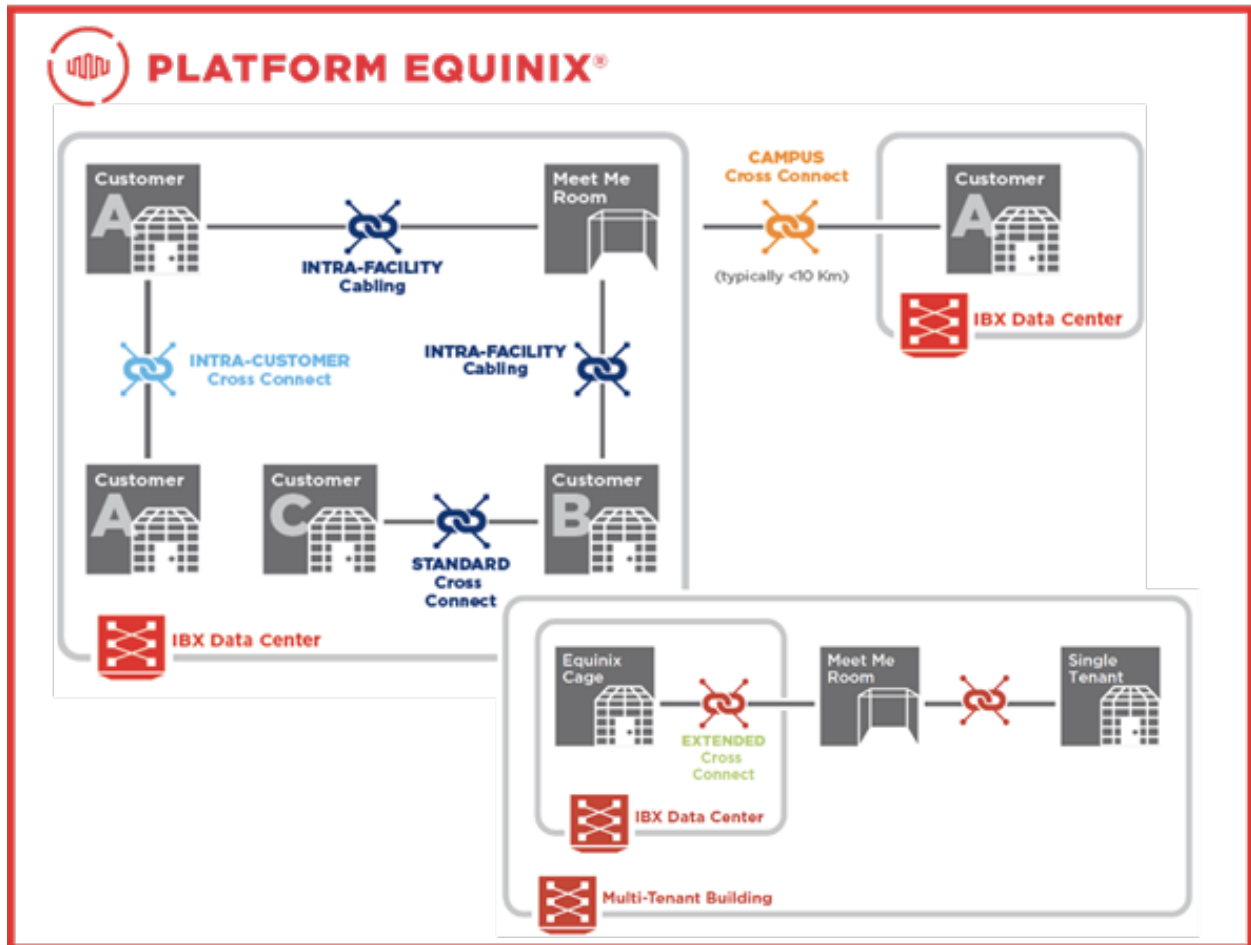 PLATFORM EQUINIX®
Customer
A
INTRA-FACILITY
Cabling
Meet Me
Room
CAMPUS
Cross Connect
(typically <10 Km)
Customer
A
IBX Data Center
INTRA-CUSTOMER
Cross Connect
INTRA-FACILITY
Cabling
Customer
A
Customer
C
STANDARD
Cross
Connect
Customer
B
IBX Data Center
Equinix
Cage
EXTENDED
Cross
Connect
Meet Me
Room
Single
Tenant
IBX Data Center
Multi-Tenant Building